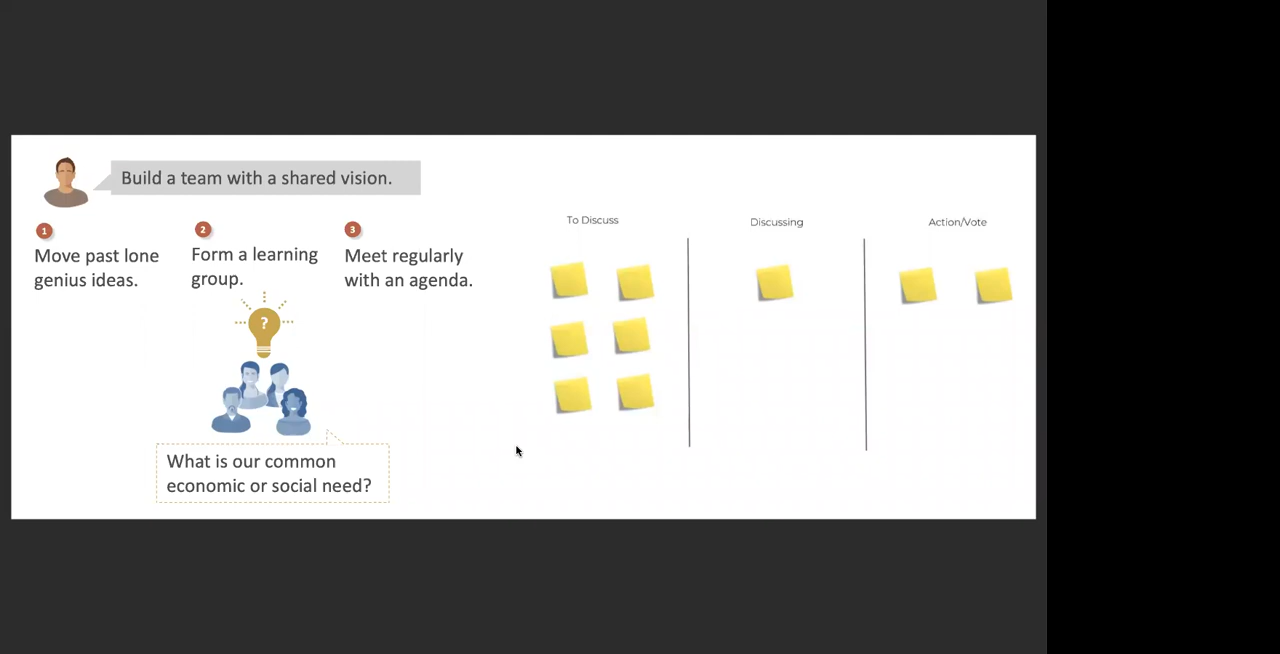 Build a team with a shared vision.
1
Move past lone
genius ideas.
2
Form a learning
group.
3
Meet regularly
with an agenda.
?
What is our common
economic or social need?
To Discuss
Discussing
Action/Vote